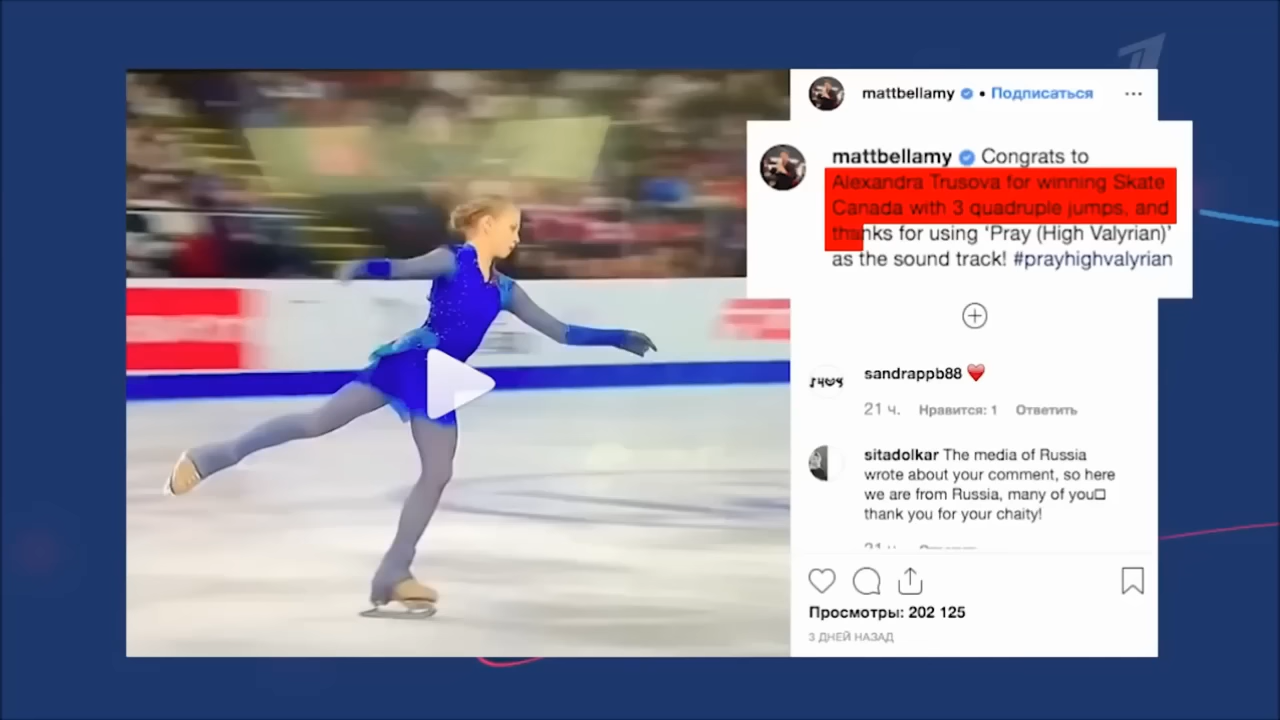 mattbellamy • Подписаться
mattbellamy Congrats to
Alexandra Trusova for winning Skate
Canada with 3 quadruple jumps, and
thanks for using ‘Pray (High Valyrian)’
as the sound track! #prayhighvalyrian
sandrappb88 ❤️
21 ч. Нравится: 1 Ответить
sitadolkar The media of Russia
wrote about your comment, so here
we are from Russia, many of you□
thank you for your chaity!
Просмотры: 202 125
3 ДНЕЙ НАЗАД